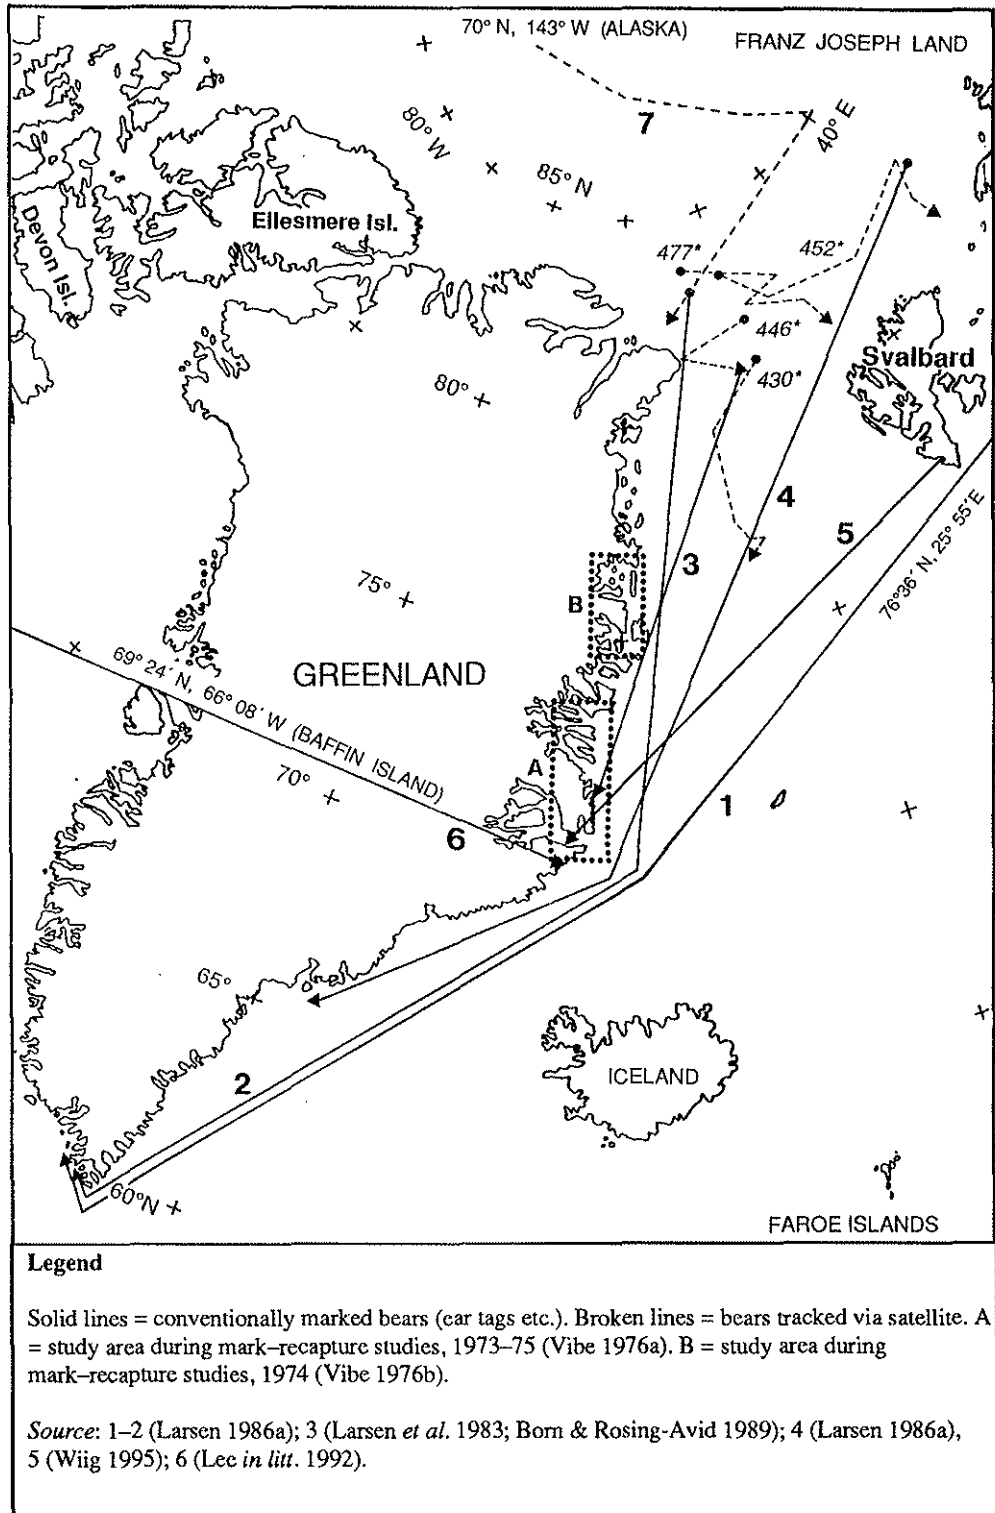 70° N, 143° W (ALASKA)
FRANZ JOSEPH LAND
7
80° W
40° E
85° N
Ellesmere Isl.
Devon Isl.
477*
452*
446*
430*
Svalbard
80°
4
5
3
76°36′ N, 25° 55′E
75°
B
69° 24′ N, 66° 08′ W (BAFFIN ISLAND)
GREENLAND
A
70°
1
6
65°
2
ICELAND
60°N
FAROE ISLANDS
Legend
Solid lines = conventionally marked bears (ear tags etc.). Broken lines = bears tracked via satellite. A
= study area during mark–recapture studies, 1973–75 (Vibe 1976a). B = study area during
mark–recapture studies, 1974 (Vibe 1976b).
Source: 1–2 (Larsen 1986a); 3 (Larsen et al. 1983; Born & Rosing-Avid 1989); 4 (Larsen 1986a),
5 (Wiig 1995); 6 (Lee in litt. 1992).